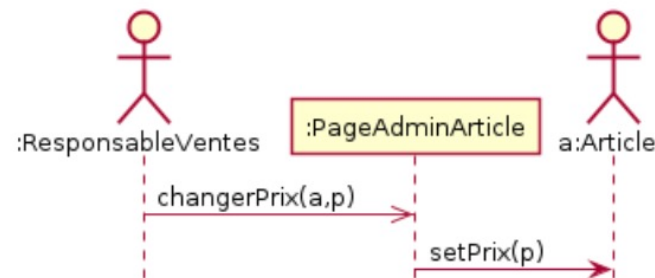 :ResponsableVentes
:PageAdminArticle
a:Article
changerPrix(a,p)
setPrix(p)